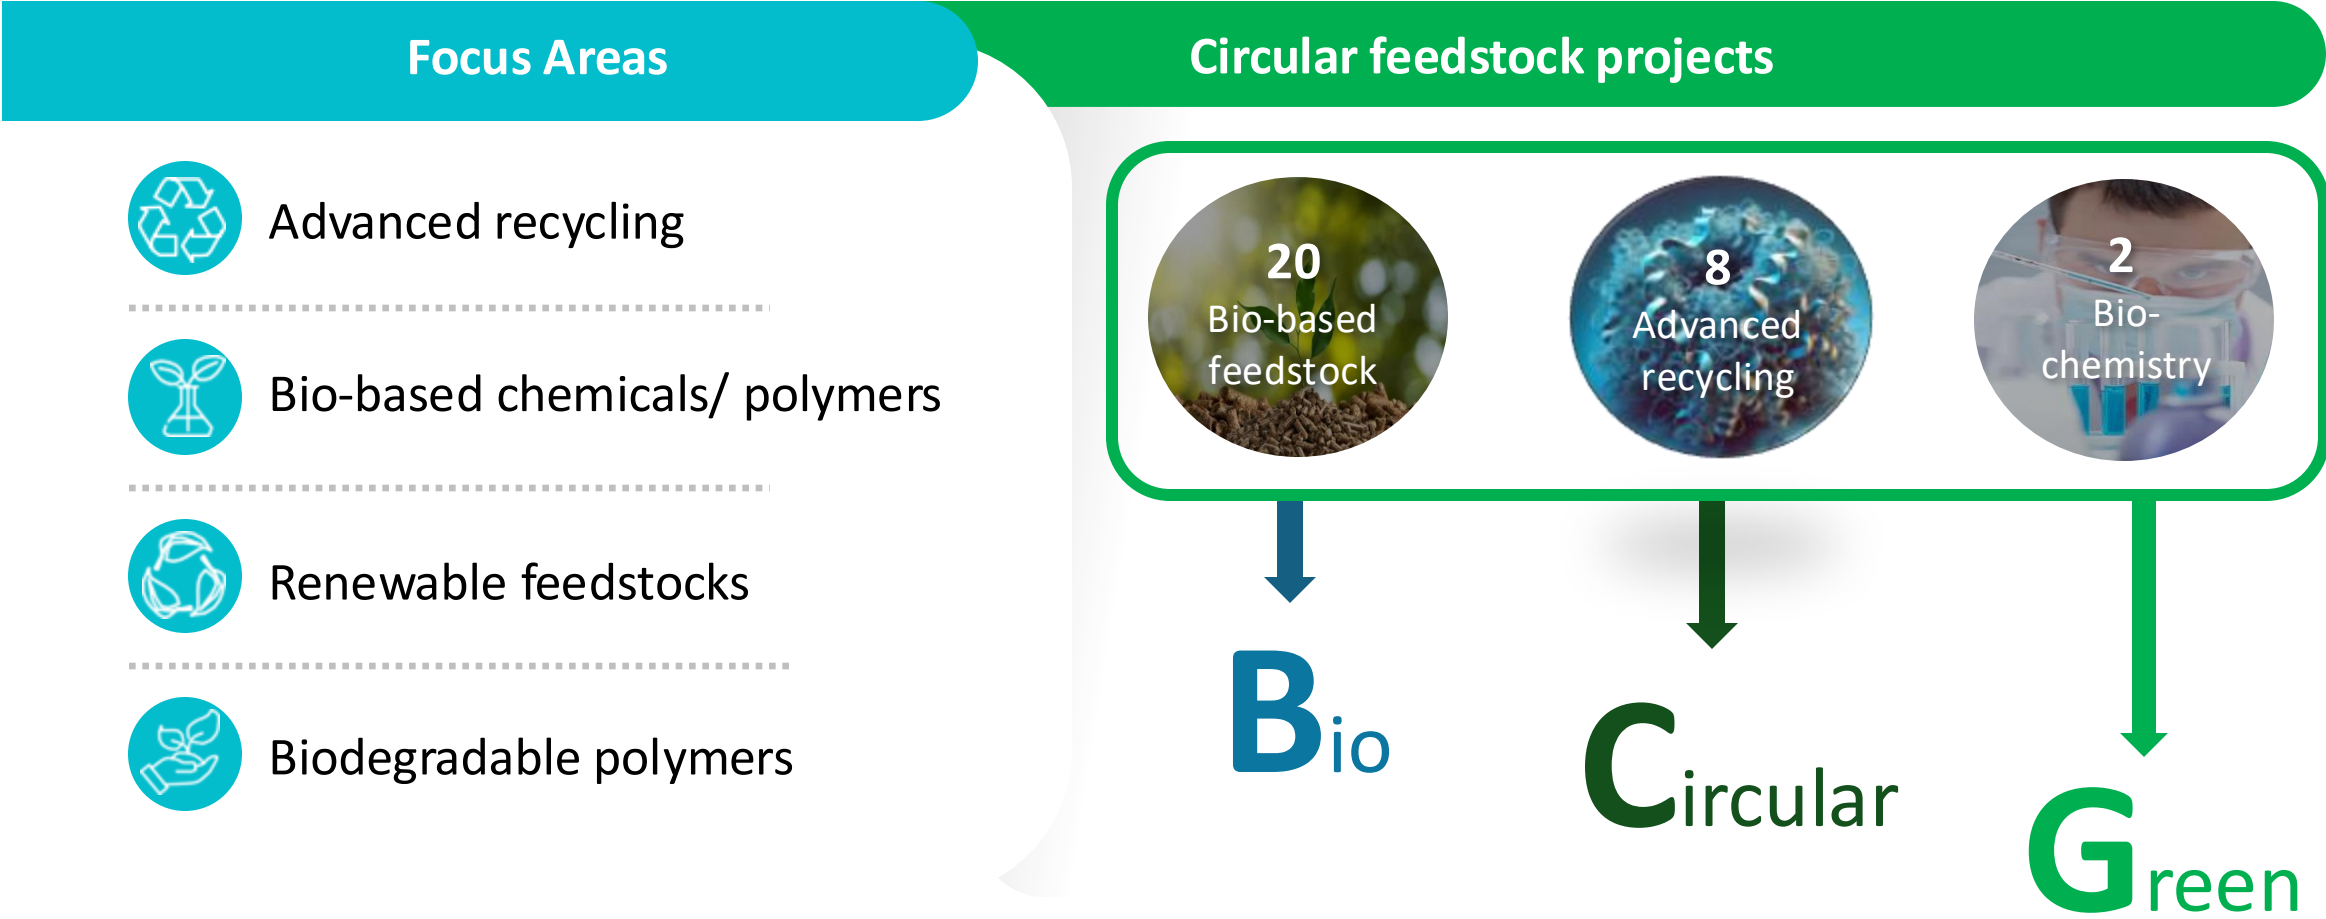 Focus Areas
Circular feedstock projects
Advanced recycling
Bio-based chemicals/ polymers
Renewable feedstocks
Biodegradable polymers
20
Bio-based
feedstock
8
Advanced
recycling
2
Bio-
chemistry
Bio
Circular
Green